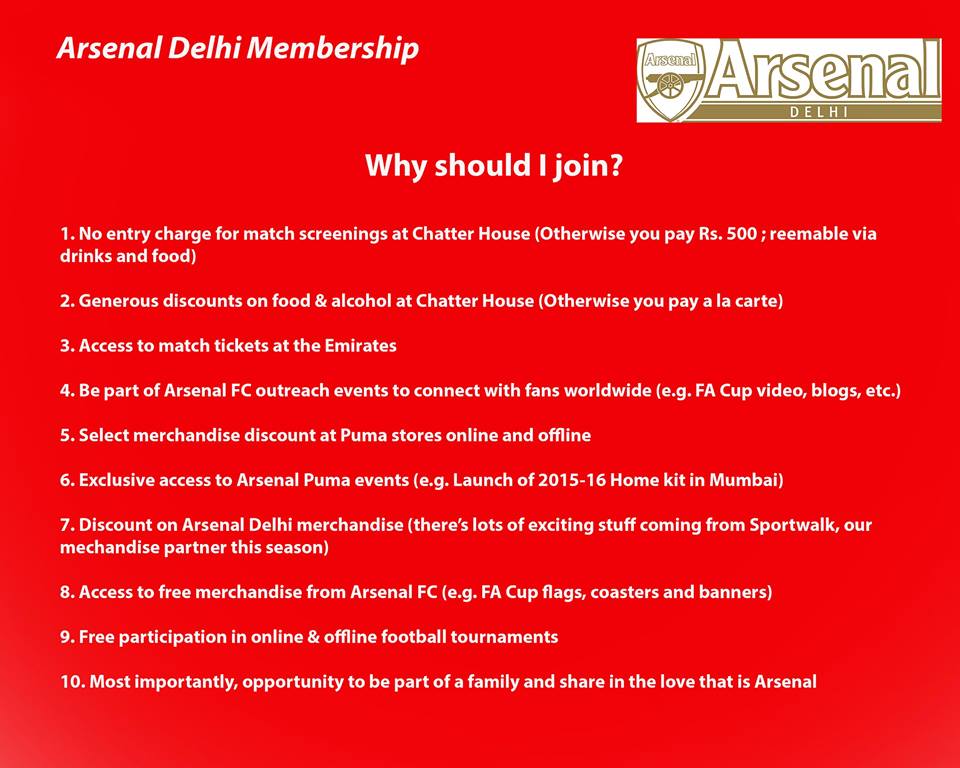 Arsenal Delhi Membership
Arsenal
Arsenal
DELHI
Why should I join?
1. No entry charge for match screenings at Chatter House (Otherwise you pay Rs. 500 ; reemable via
drinks and food)
2. Generous discounts on food & alcohol at Chatter House (Otherwise you pay a la carte)
3. Access to match tickets at the Emirates
4. Be part of Arsenal FC outreach events to connect with fans worldwide (e.g. FA Cup video, blogs, etc.)
5. Select merchandise discount at Puma stores online and offline
6. Exclusive access to Arsenal Puma events (e.g. Launch of 2015-16 Home kit in Mumbai)
7. Discount on Arsenal Delhi merchandise (there’s lots of exciting stuff coming from Sportwalk, our
mechandise partner this season)
8. Access to free merchandise from Arsenal FC (e.g. FA Cup flags, coasters and banners)
9. Free participation in online & offline football tournaments
10. Most importantly, opportunity to be part of a family and share in the love that is Arsenal